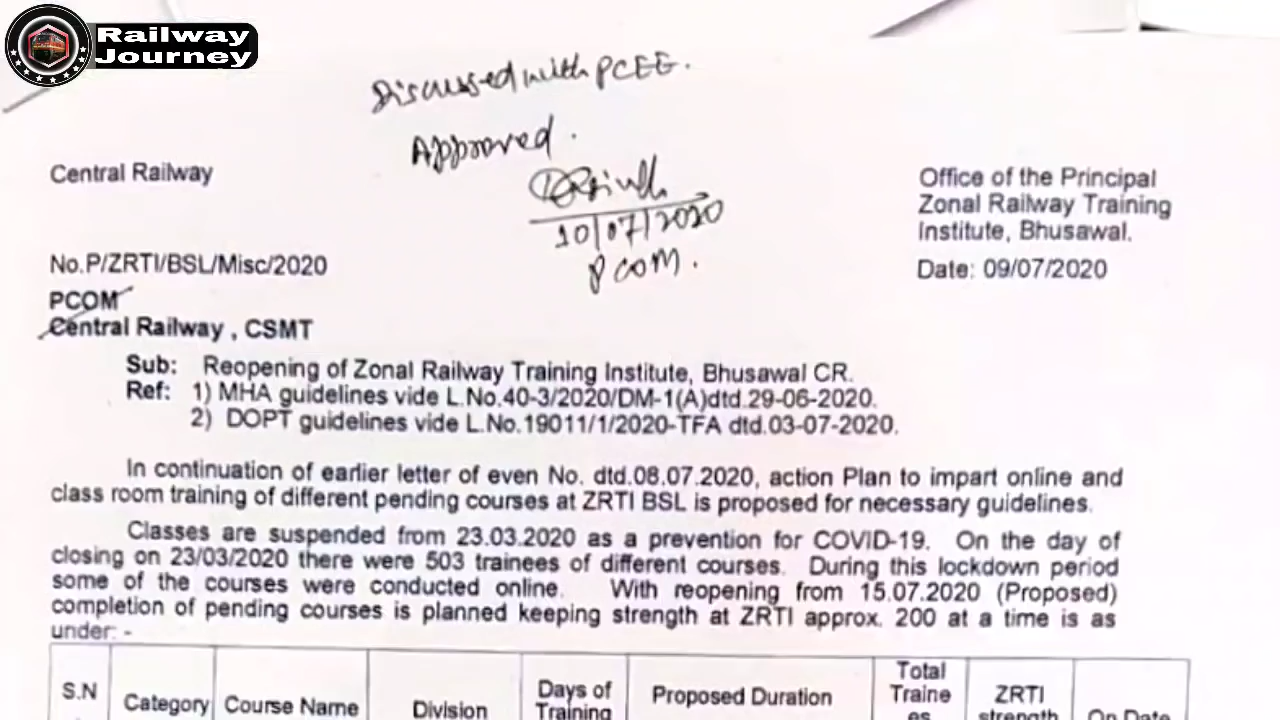 Railway
Journey
Discussed with PCEE.
Approved.
10/07/2020
PCOM.
Central Railway
Office of the Principal
Zonal Railway Training
Institute, Bhusawal.
No.P/ZRTI/BSL/Misc/2020
Date: 09/07/2020
PCOM
Central Railway , CSMT
Sub: Reopening of Zonal Railway Training Institute, Bhusawal CR.
Ref: 1) MHA guidelines vide L.No.40-3/2020/DM-1(A)dtd.29-06-2020.
2) DOPT guidelines vide L.No.19011/1/2020-TFA dtd.03-07-2020.
In continuation of earlier letter of even No. dtd.08.07.2020, action Plan to impart online and
class room training of different pending courses at ZRTI BSL is proposed for necessary guidelines.
Classes are suspended from 23.03.2020 as a prevention for COVID-19. On the day of
closing on 23/03/2020 there were 503 trainees of different courses. During this lockdown period
some of the courses were conducted online. With reopening from 15.07.2020 (Proposed)
completion of pending courses is planned keeping strength at ZRTI approx. 200 at a time is as
under: -
S.N Category Course Name Division Days of Training Proposed Duration Total Traine es ZRTI strength On Date